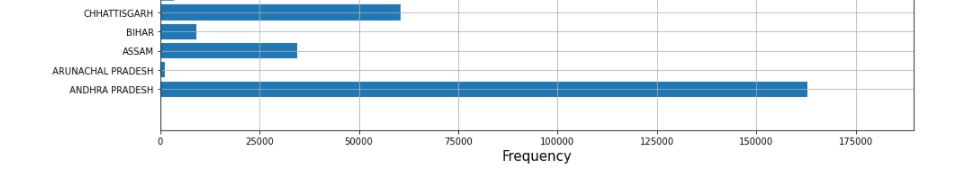 CHHATTISGARH
BIHAR
ASSAM
ARUNACHAL PRADESH
ANDHRA PRADESH
0 25000 50000 75000 100000 125000 150000 175000
Frequency